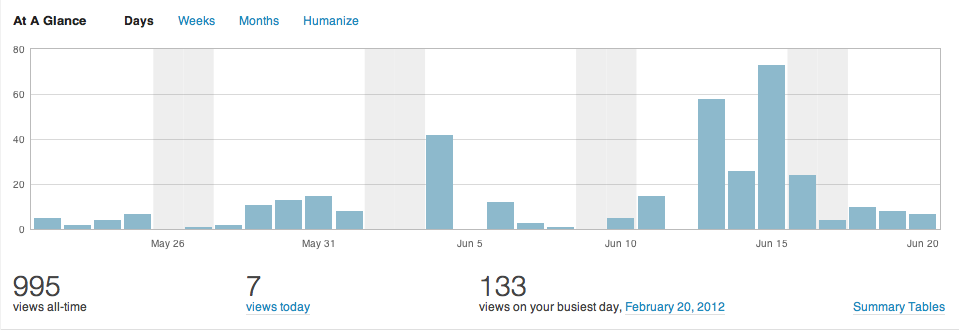 At A Glance Days Weeks Months Humanize
80
60
40
20
0
May 26 May 31 Jun 5 Jun 10 Jun 15 Jun 20
995 7 133
views all-time views today views on your busiest day, February 20, 2012 Summary Tables